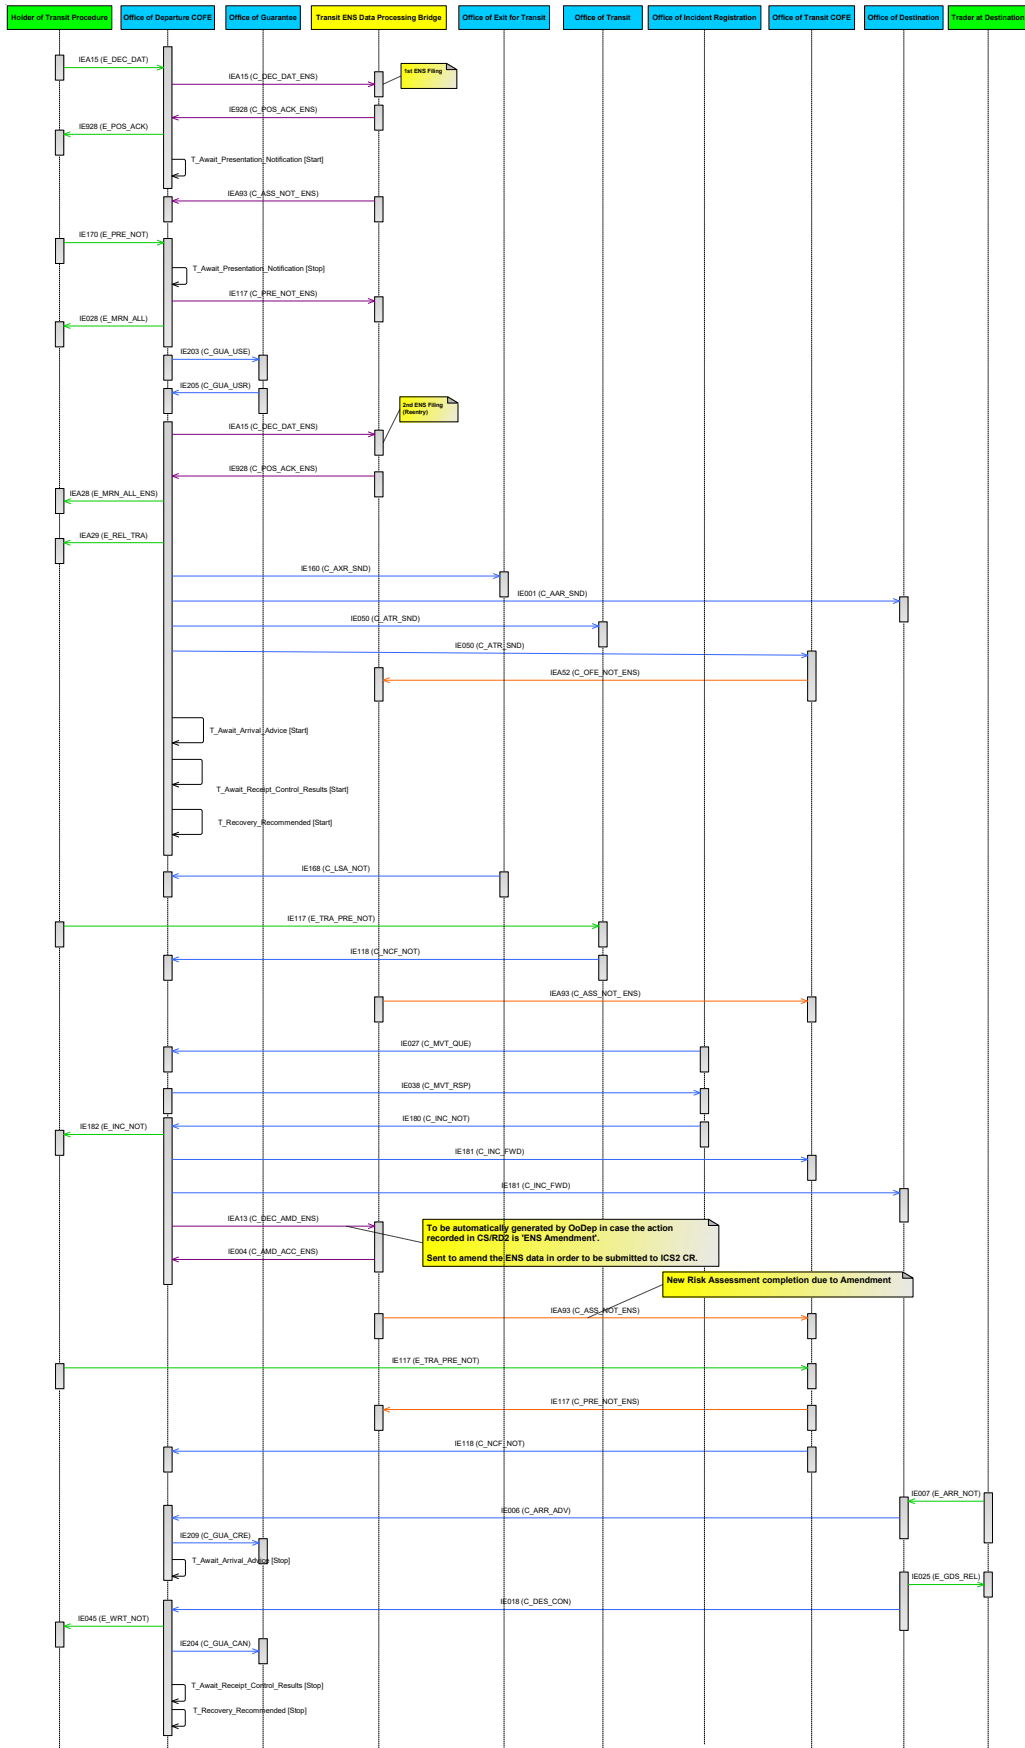 Holder of Transit Procedure
Office of Departure COFE
Office of Guarantee
Transit ENS Data Processing Bridge
Office of Exit for Transit
Office of Transit
Office of Incident Registration
Office of Transit COFE
Office of Destination
Trader at Destination
IEA15 (E_DEC_DAT)
1st ENS Filing
IEA15 (C_DEC_DAT_ENS)
IE928 (C_POS_ACK_ENS)
IE928 (E_POS_ACK)
T_Await_Presentation_Notification [Start]
IEA93 (C_ASS_NOT_ ENS)
IE170 (E_PRE_NOT)
T_Await_Presentation_Notification [Stop]
IE117 (C_PRE_NOT_ENS)
IE028 (E_MRN_ALL)
IE203 (C_GUA_USE)
IE205 (C_GUA_USR)
2nd ENS Filing
(Reentry)
IEA15 (C_DEC_DAT_ENS)
IE928 (C_POS_ACK_ENS)
IEA28 (E_MRN_ALL_ENS)
IEA29 (E_REL_TRA)
IE160 (C_AXR_SND)
IE001 (C_AAR_SND)
IE050 (C_ATR_SND)
IE050 (C_ATR_SND)
IEA52 (C_OFE_NOT_ENS)
T_Await_Arrival_Advice [Start]
T_Await_Receipt_Control_Results [Start]
T_Recovery_Recommended [Start]
IE168 (C_LSA_NOT)
IE117 (E_TRA_PRE_NOT)
IE118 (C_NCF_NOT)
IEA93 (C_ASS_NOT_ ENS)
IE027 (C_MVT_QUE)
IE038 (C_MVT_RSP)
IE180 (C_INC_NOT)
IE182 (E_INC_NOT)
IE181 (C_INC_FWD)
IE181 (C_INC_FWD)
IEA13 (C_DEC_AMD_ENS)
To be automatically generated by OoDep in case the action
recorded in CS/RD2 is 'ENS Amendment'.
Sent to amend the ENS data in order to be submitted to ICS2 CR.
IE004 (C_AMD_ACC_ENS)
New Risk Assessment completion due to Amendment
IEA93 (C_ASS_NOT_ENS)
IE117 (E_TRA_PRE_NOT)
IE117 (C_PRE_NOT_ENS)
IE118 (C_NCF_NOT)
IE007 (E_ARR_NOT)
IE006 (C_ARR_ADV)
IE209 (C_GUA_CRE)
T_Await_Arrival_Advice [Stop]
IE025 (E_GDS_REL)
IE018 (C_DES_CON)
IE045 (E_WRT_NOT)
IE204 (C_GUA_CAN)
T_Await_Receipt_Control_Results [Stop]
T_Recovery_Recommended [Stop]